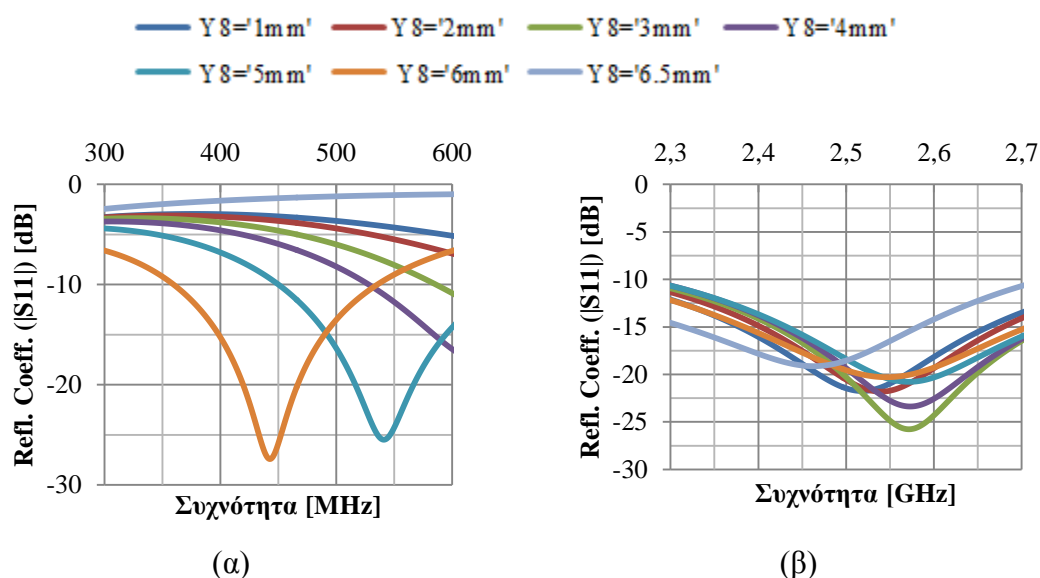 Y8='1mm' Y8='2mm' Y8='3mm' Y8='4mm'
Y8='5mm' Y8='6mm' Y8='6.5mm'
300 400 500 600
0
-10
-20
-30
Refl. Coeff. (|S11|) [dB]
Συχνότητα [MHz]
(α)
2,3 2,4 2,5 2,6 2,7
0
-5
-10
-15
-20
-25
-30
Refl. Coeff. (|S11|) [dB]
Συχνότητα [GHz]
(β)